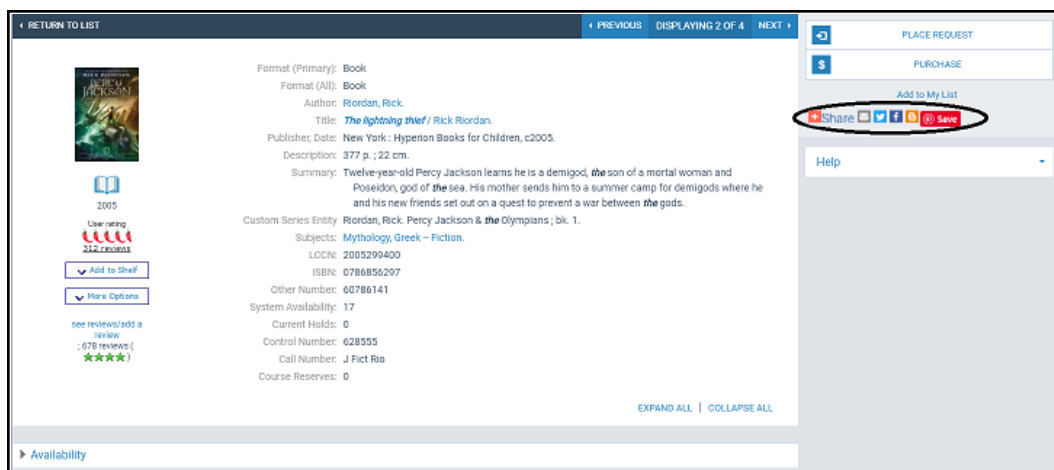 RETURN TO LIST
PREVIOUS DISPLAYING 2 OF 4 NEXT
RICK RIORDAN
PERCY
JACKSON
2005
User rating
312 reviews
Add to Shelf
More Options
see reviews/add a
review
; 678 reviews (
)
Format (Primary): Book
Format (All): Book
Author: Riordan, Rick.
Title: The lightning thief / Rick Riordan.
Publisher, Date: New York : Hyperion Books for Children, c2005.
Description: 377 p. ; 22 cm.
Summary: Twelve-year-old Percy Jackson learns he is a demigod, the son of a mortal woman and
Poseidon, god of the sea. His mother sends him to a summer camp for demigods where he
and his new friends set out on a quest to prevent a war between the gods.
Custom Series Entity Riordan, Rick. Percy Jackson & the Olympians ; bk. 1.
Subjects: Mythology, Greek -- Fiction.
LCCN: 2005299400
ISBN: 0786856297
Other Number: 60786141
System Availability: 17
Current Holds: 0
Control Number: 628555
Call Number: J Fict Rio
Course Reserves: 0
EXPAND ALL | COLLAPSE ALL
Availability
PLACE REQUEST
$ PURCHASE
Add to My List
Share Save
Help